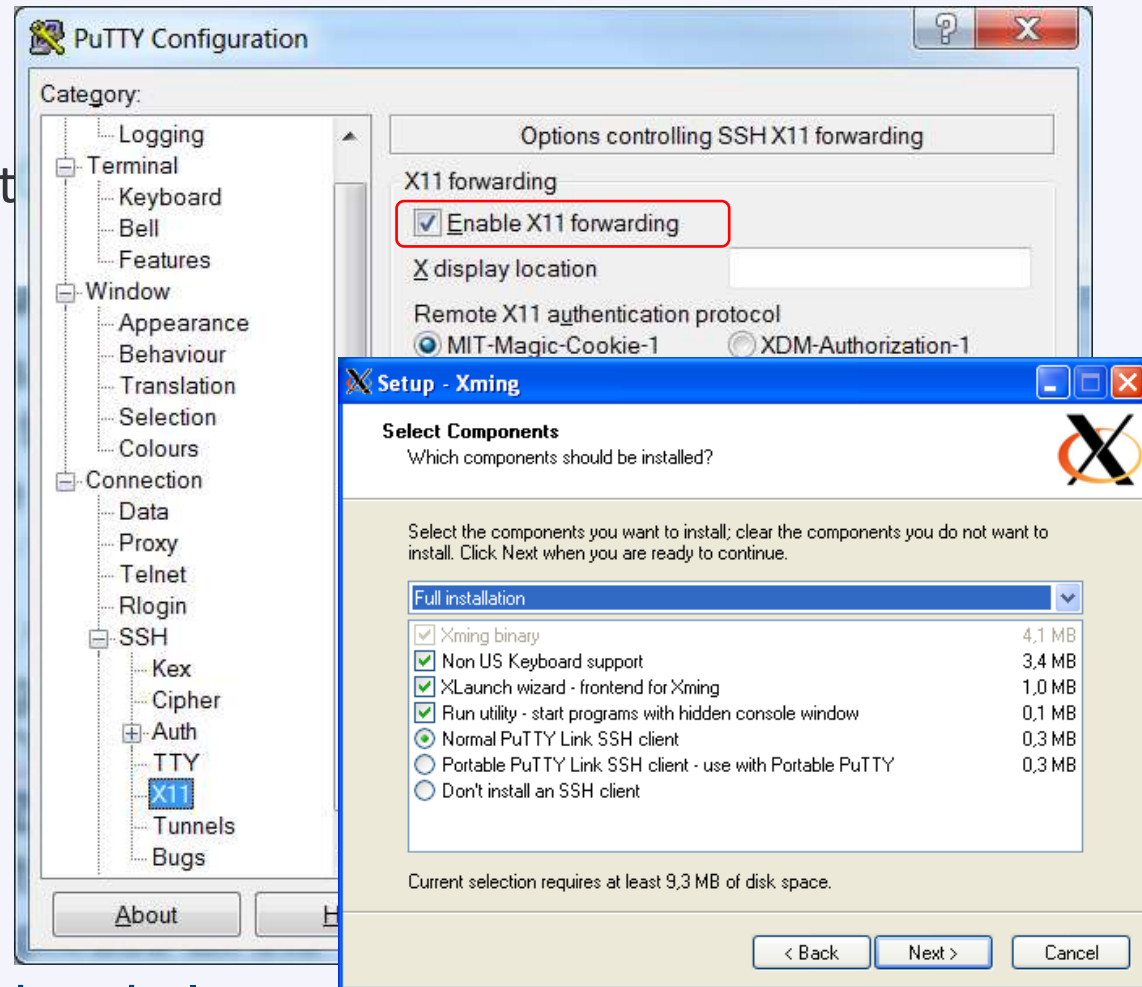 PuTTY Configuration
Category:
Logging
Terminal
Keyboard
Bell
Features
Window
Appearance
Behaviour
Translation
Selection
Colours
Connection
Data
Proxy
Telnet
Rlogin
SSH
Kex
Cipher
Auth
TTY
X11
Tunnels
Bugs
About
Options controlling SSH X11 forwarding
X11 forwarding
Enable X11 forwarding
X display location
Remote X11 authentication protocol
MIT-Magic-Cookie-1 XDM-Authorization-1
Setup - Xming
Select Components
Which components should be installed?
Select the components you want to install; clear the components you do not want to
install. Click Next when you are ready to continue.
Full installation
Xming binary 4,1 MB
Non US Keyboard support 3,4 MB
XLaunch wizard - frontend for Xming 1,0 MB
Run utility - start programs with hidden console window 0,1 MB
Normal PuTTY Link SSH client 0,3 MB
Portable PuTTY Link SSH client - use with Portable PuTTY 0,3 MB
Don't install an SSH client
Current selection requires at least 9,3 MB of disk space.
< Back Next > Cancel